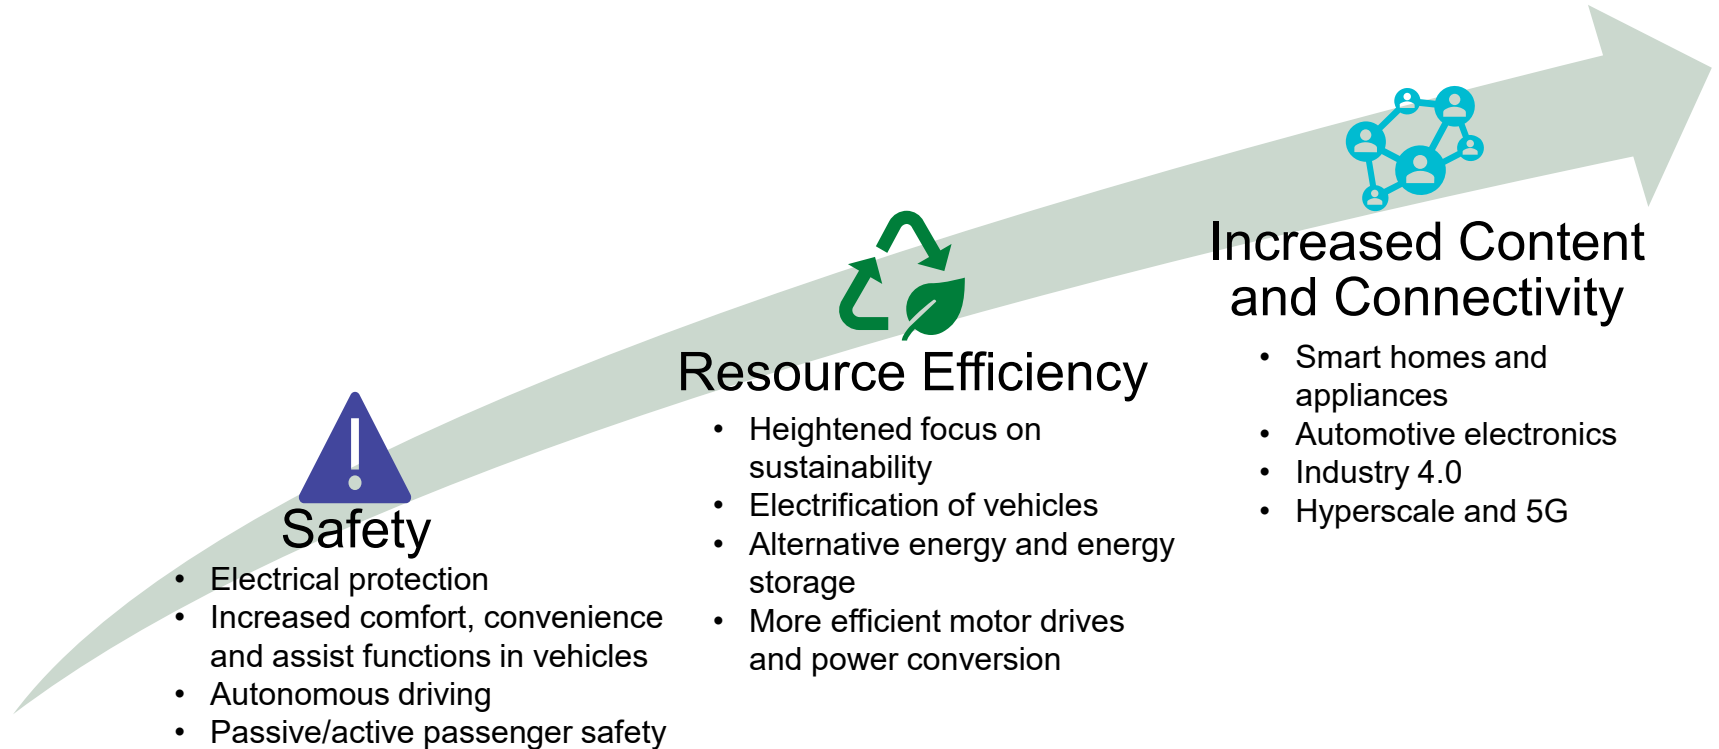 Safety
• Electrical protection
• Increased comfort, convenience
and assist functions in vehicles
• Autonomous driving
• Passive/active passenger safety
Resource Efficiency
• Heightened focus on
sustainability
• Electrification of vehicles
• Alternative energy and energy
storage
• More efficient motor drives
and power conversion
Increased Content
and Connectivity
• Smart homes and
appliances
• Automotive electronics
• Industry 4.0
• Hyperscale and 5G